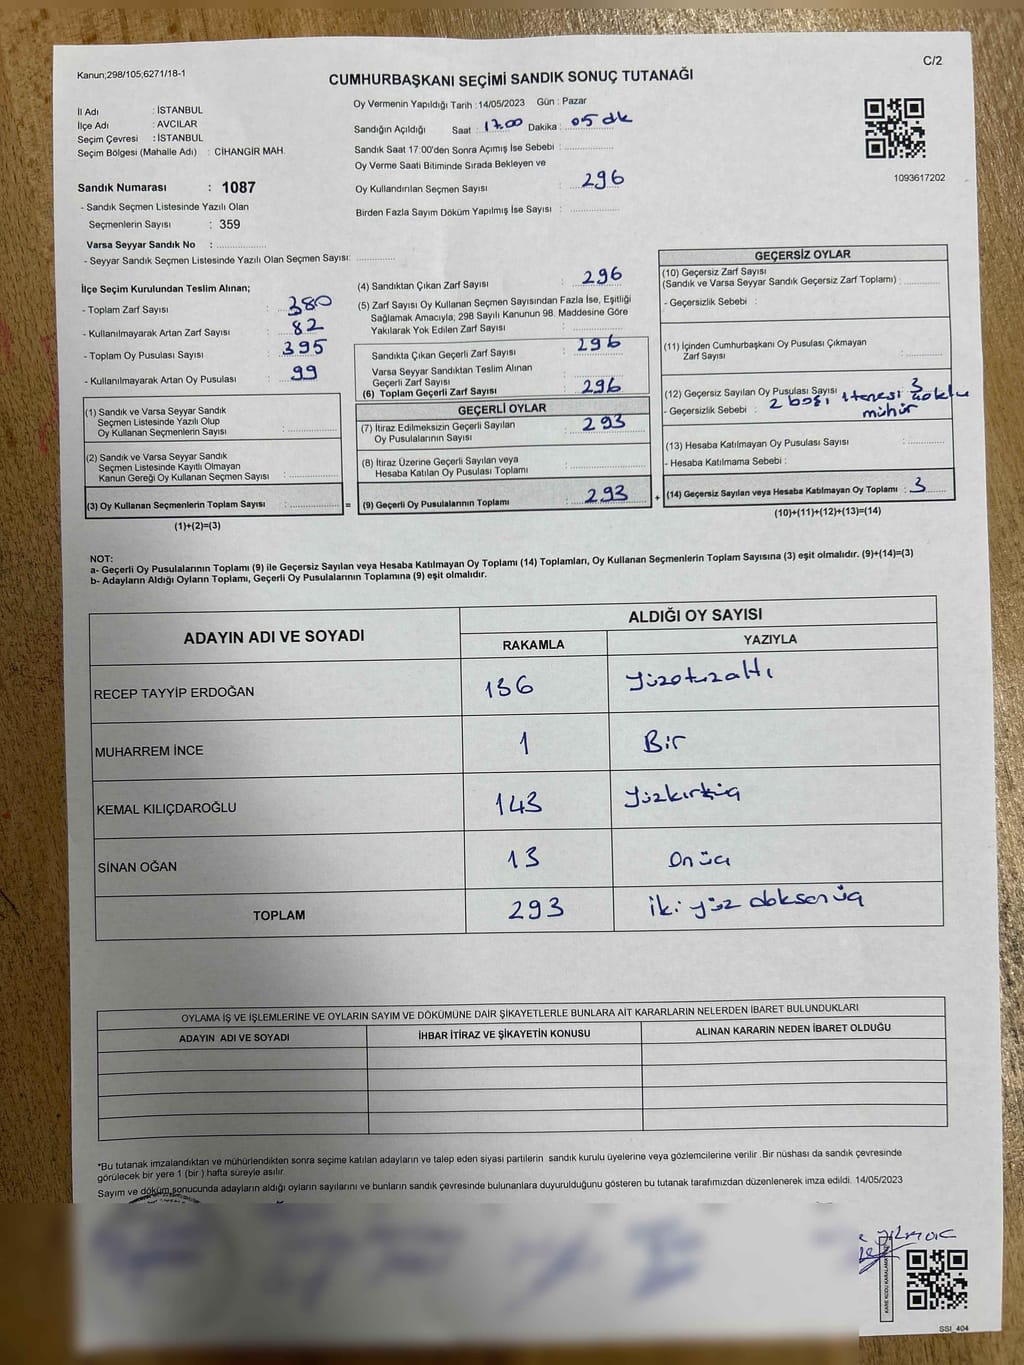 Kanun;298/105,6271/18-1
C/2
CUMHURBAŞKANI SEÇİMİ SANDIK SONUÇ TUTANAĞI
İl Adı : İSTANBUL
İlçe Adı : AVCILAR
Seçim Çevresi : İSTANBUL
Seçim Bölgesi (Mahalle Adı) : CİHANGİR MAH.
Sandık Numarası : 1087
- Sandık Seçmen Listesinde Yazılı Olan
Seçmenlerin Sayısı : 359
Varsa Seyyar Sandık No :
- Seyyar Sandık Seçmen Listesinde Yazılı Olan Seçmen Sayısı:
Oy Vermenin Yapıldığı Tarih : 14/05/2023 Gün : Pazar
Sandığın Açıldığı Saat : 17.00 Dakika : 05 dk
Sandık Saat 17:00'den Sonra Açımış İse Sebebi :
Oy Verme Saati Bitiminde Sırada Bekleyen ve
Oy Kullandırılan Seçmen Sayısı : 296
Birden Fazla Sayım Döküm Yapılmış İse Sayısı :
1093617202
İlçe Seçim Kurulundan Teslim Alınan;
- Toplam Zarf Sayısı : 380
- Kullanılmayarak Artan Zarf Sayısı : 82
- Toplam Oy Pusulası Sayısı : 395
- Kullanılmayarak Artan Oy Pusulası : 99
(1) Sandık ve Varsa Seyyar Sandık
Seçmen Listesinde Yazılı Olup
Oy Kullanan Seçmenlerin Sayısı :
(2) Sandık ve Varsa Seyyar Sandık
Seçmen Listesinde Kayıtlı Olmayan
Kanun Gereği Oy Kullanan Seçmen Sayısı :
(3) Oy Kullanan Seçmenlerin Toplam Sayısı : =
(1)+(2)=(3)
(4) Sandıktan Çıkan Zarf Sayısı : 296
(5) Zarf Sayısı Oy Kullanan Seçmen Sayısından Fazla İse, Eşitliği
Sağlamak Amacıyla; 298 Sayılı Kanunun 98. Maddesine Göre
Yakılarak Yok Edilen Zarf Sayısı :
Sandıkta Çıkan Geçerli Zarf Sayısı : 296
Varsa Seyyar Sandıktan Teslim Alınan
Geçerli Zarf Sayısı :
(6) Toplam Geçerli Zarf Sayısı : 296
GEÇERLİ OYLAR
(7) İtiraz Edilmeksizin Geçerli Sayılan
Oy Pusulalarının Sayısı : 293
(8) İtiraz Üzerine Geçerli Sayılan veya
Hesaba Katılan Oy Pusulası Toplamı :
(9) Geçerli Oy Pusulalarının Toplamı : 293 +
GEÇERSİZ OYLAR
(10) Geçersiz Zarf Sayısı
(Sandık ve Varsa Seyyar Sandık Geçersiz Zarf Toplamı) :
- Geçersizlik Sebebi :
(11) İçinden Cumhurbaşkanı Oy Pusulası Çıkmayan
Zarf Sayısı :
(12) Geçersiz Sayılan Oy Pusulası Sayısı : 3
- Geçersizlik Sebebi : 2 boşi 1tenesi çoklu
mühür
(13) Hesaba Katılmayan Oy Pusulası Sayısı :
- Hesaba Katılmama Sebebi :
(14) Geçersiz Sayılan veya Hesaba Katılmayan Oy Toplamı : 3
(10)+(11)+(12)+(13)=(14)
NOT:
a- Geçerli Oy Pusulalarının Toplamı (9) ile Geçersiz Sayılan veya Hesaba Katılmayan Oy Toplamı (14) Toplamları, Oy Kullanan Seçmenlerin Toplam Sayısına (3) eşit olmalıdır. (9)+(14)=(3)
b- Adayların Aldığı Oyların Toplamı, Geçerli Oy Pusulalarının Toplamına (9) eşit olmalıdır.
ADAYIN ADI VE SOYADI
ALDIĞI OY SAYISI
RAKAMLA YAZIYLA
RECEP TAYYİP ERDOĞAN 136 Yüzotuzaltı
MUHARREM İNCE 1 Bir
KEMAL KILIÇDAROĞLU 143 Yüzkırküç
SİNAN OĞAN 13 Onüç
TOPLAM 293 iki yüz doksanüç
OYLAMA İŞ VE İŞLEMLERİNE VE OYLARIN SAYIM VE DÖKÜMÜNE DAİR ŞİKAYETLERLE BUNLARA AİT KARARLARIN NELERDEN İBARET BULUNDUKLARI
ADAYIN ADI VE SOYADI İHBAR İTİRAZ VE ŞİKAYETİN KONUSU ALINAN KARARIN NEDEN İBARET OLDUĞU
*Bu tutanak imzalandıktan ve mühürlendikten sonra seçime katılan adayların ve talep eden siyasi partilerin sandık kurulu üyelerine veya gözlemcilerine verilir .Bir nüshası da sandık çevresinde
görülecek bir yere 1 (bir ) hafta süreyle asılır.
Sayım ve döküm sonucunda adayların aldığı oyların sayılarını ve bunların sandık çevresinde bulunanlara duyurulduğunu gösteren bu tutanak tarafımızdan düzenlenerek imza edildi. 14/05/2023
KARE KODU KARALAMA
SSI_404